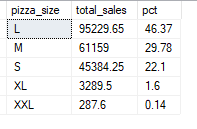 pizza_size total_sales pct
L 95229.65 46.37
M 61159 29.78
S 45384.25 22.1
XL 3289.5 1.6
XXL 287.6 0.14